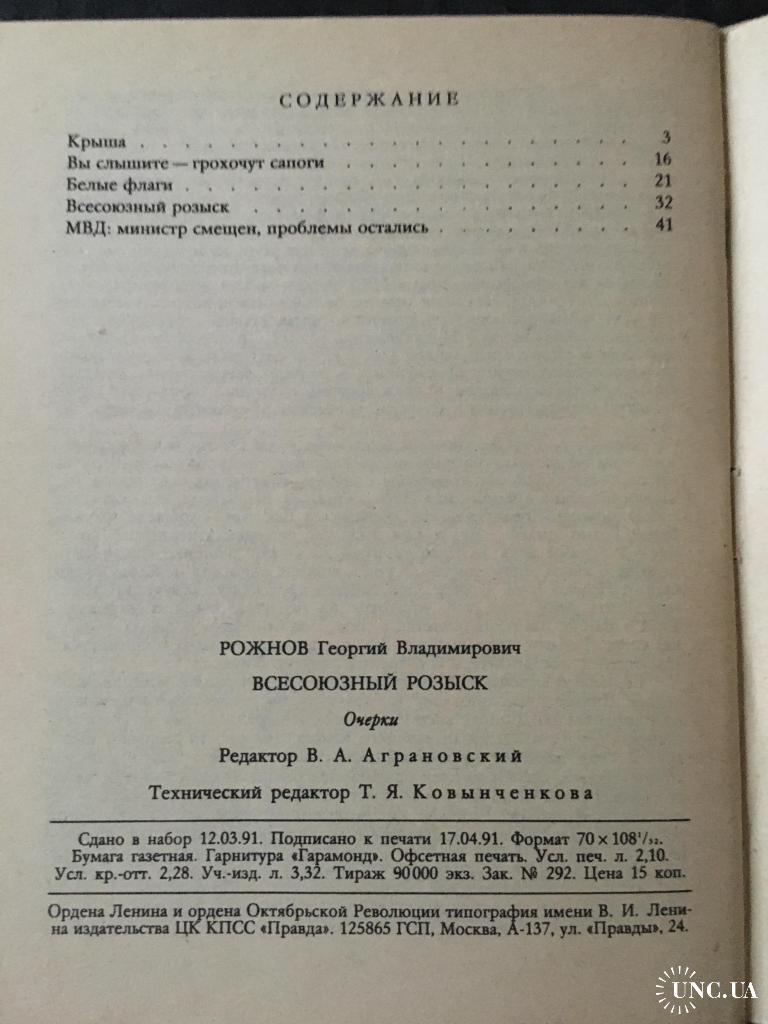 СОДЕРЖАНИЕ
Крыша . . . . . . . . . . . . . . . . . . 3
Вы слышите — грохочут сапоги . . . . . . . . . . . 16
Белые флаги . . . . . . . . . . . . . . . . 21
Всесоюзный розыск . . . . . . . . . . . . . . 32
МВД: министр смещен, проблемы остались . . . . . . . . 41
РОЖНОВ Георгий Владимирович
ВСЕСОЮЗНЫЙ РОЗЫСК
Очерки
Редактор В. А. Аграновский
Технический редактор Т. Я. Ковынченкова
Сдано в набор 12.03.91. Подписано к печати 17.04.91. Формат 70 × 108¹/₃₂.
Бумага газетная. Гарнитура «Гарамонд». Офсетная печать. Усл. печ. л. 2,10.
Усл. кр.-отт. 2,28. Уч.-изд. л. 3,32. Тираж 90 000 экз. Зак. № 292. Цена 15 коп.
Ордена Ленина и ордена Октябрьской Революции типография имени В. И. Лени-
на издательства ЦК КПСС «Правда». 125865 ГСП, Москва, А-137, ул. «Правды», 24.
UNC.UA